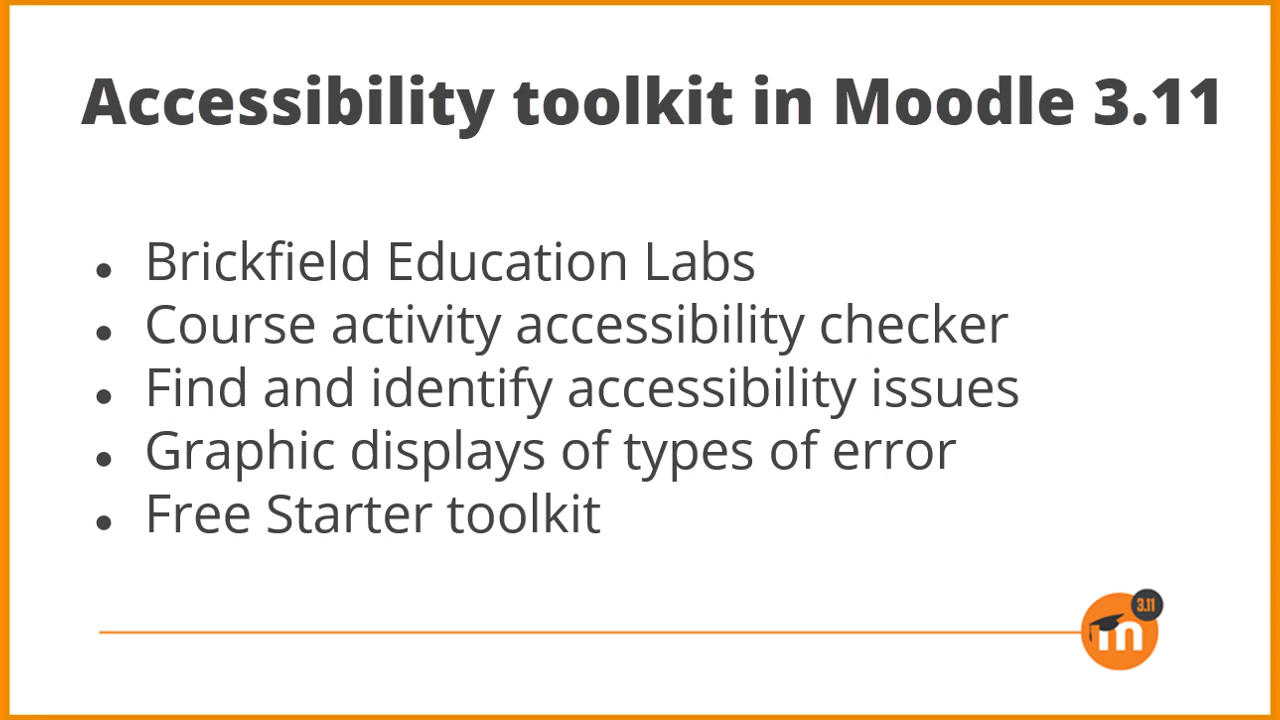 Accessibility toolkit in Moodle 3.11
• Brickfield Education Labs
• Course activity accessibility checker
• Find and identify accessibility issues
• Graphic displays of types of error
• Free Starter toolkit
3.11
m